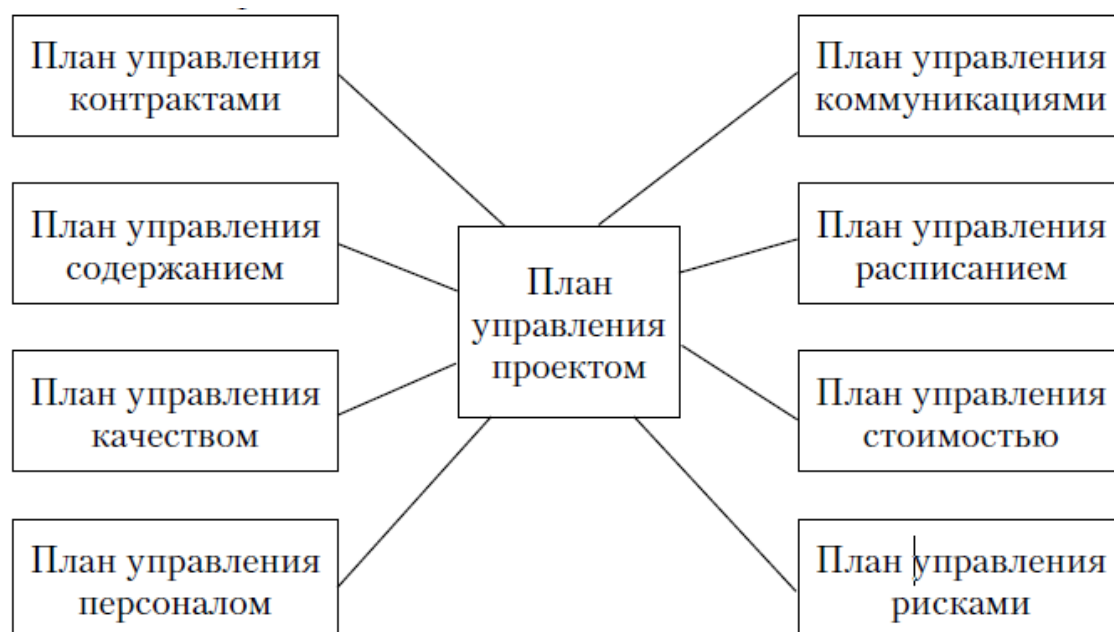 План управления
контрактами
План управления
содержанием
План управления
качеством
План управления
персоналом
План
управления
проектом
План управления
коммуникациями
План управления
расписанием
План управления
стоимостью
План управления
рисками